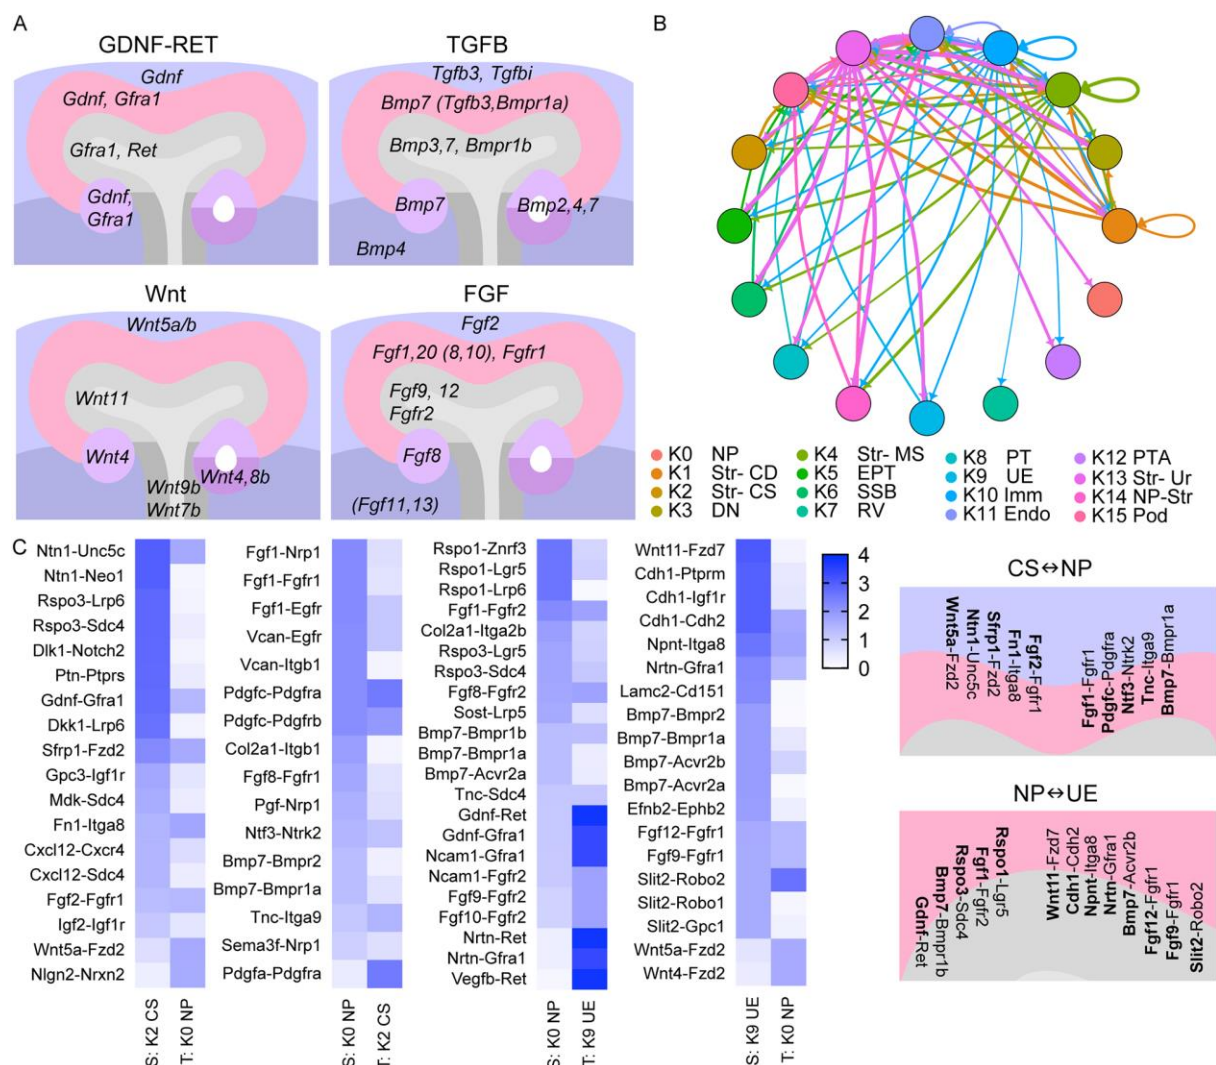 A
GDNF-RET
Gdnf
Gdnf, Gfra1
Gfra1, Ret
Gdnf,
Gfra1
TGFB
Tgfb3, Tgfbi
Bmp7 (Tgfb3,Bmpr1a)
Bmp3,7, Bmpr1b
Bmp7
Bmp2,4,7
Bmp4
Wnt
Wnt5a/b
Wnt11
Wnt4
Wnt4,8b
Wnt9b
Wnt7b
FGF
Fgf2
Fgf1,20 (8,10), Fgfr1
Fgf9, 12
Fgfr2
Fgf8
(Fgf11,13)
B
K0 NP
K1 Str- CD
K2 Str- CS
K3 DN
K4 Str- MS
K5 EPT
K6 SSB
K7 RV
K8 PT
K9 UE
K10 Imm
K11 Endo
K12 PTA
K13 Str- Ur
K14 NP-Str
K15 Pod
C
Ntn1-Unc5c
Ntn1-Neo1
Rspo3-Lrp6
Rspo3-Sdc4
Dlk1-Notch2
Ptn-Ptprs
Gdnf-Gfra1
Dkk1-Lrp6
Sfrp1-Fzd2
Gpc3-Igf1r
Mdk-Sdc4
Fn1-Itga8
Cxcl12-Cxcr4
Cxcl12-Sdc4
Fgf2-Fgfr1
Igf2-Igf1r
Wnt5a-Fzd2
Nlgn2-Nrxn2
S: K2 CS
T: K0 NP
Fgf1-Nrp1
Fgf1-Fgfr1
Fgf1-Egfr
Vcan-Egfr
Vcan-Itgb1
Pdgfc-Pdgfra
Pdgfc-Pdgfrb
Col2a1-Itgb1
Fgf8-Fgfr1
Pgf-Nrp1
Ntf3-Ntrk2
Bmp7-Bmpr2
Bmp7-Bmpr1a
Tnc-Itga9
Sema3f-Nrp1
Pdgfa-Pdgfra
S: K0 NP
T: K2 CS
Rspo1-Znrf3
Rspo1-Lgr5
Rspo1-Lrp6
Fgf1-Fgfr2
Col2a1-Itga2b
Rspo3-Lgr5
Rspo3-Sdc4
Fgf8-Fgfr2
Sost-Lrp5
Bmp7-Bmpr1b
Bmp7-Bmpr1a
Bmp7-Acvr2a
Tnc-Sdc4
Gdnf-Ret
Gdnf-Gfra1
Ncam1-Gfra1
Ncam1-Fgfr2
Fgf9-Fgfr2
Fgf10-Fgfr2
Nrtn-Ret
Nrtn-Gfra1
Vegfb-Ret
S: K0 NP
T: K9 UE
Wnt11-Fzd7
Cdh1-Ptprm
Cdh1-Igf1r
Cdh1-Cdh2
Npnt-Itga8
Nrtn-Gfra1
Lamc2-Cd151
Bmp7-Bmpr2
Bmp7-Bmpr1a
Bmp7-Acvr2b
Bmp7-Acvr2a
Efnb2-Ephb2
Fgf12-Fgfr1
Fgf9-Fgfr1
Slit2-Robo2
Slit2-Robo1
Slit2-Gpc1
Wnt5a-Fzd2
Wnt4-Fzd2
S: K9 UE
T: K0 NP
4
3
2
1
0
CS↔NP
Wnt5a-Fzd2
Ntn1-Unc5c
Sfrp1-Fzd2
Fn1-Itga8
Fgf2-Fgfr1
Fgf1-Fgfr1
Pdgfc-Pdgfra
Ntf3-Ntrk2
Tnc-Itga9
Bmp7-Bmpr1a
NP↔UE
Gdnf-Ret
Bmp7-Bmpr1b
Rspo3-Sdc4
Fgf1-Fgfr2
Rspo1-Lgr5
Wnt11-Fzd7
Cdh1-Cdh2
Npnt-Itga8
Nrtn-Gfra1
Bmp7-Acvr2b
Fgf12-Fgfr1
Fgf9-Fgfr1
Slit2-Robo2